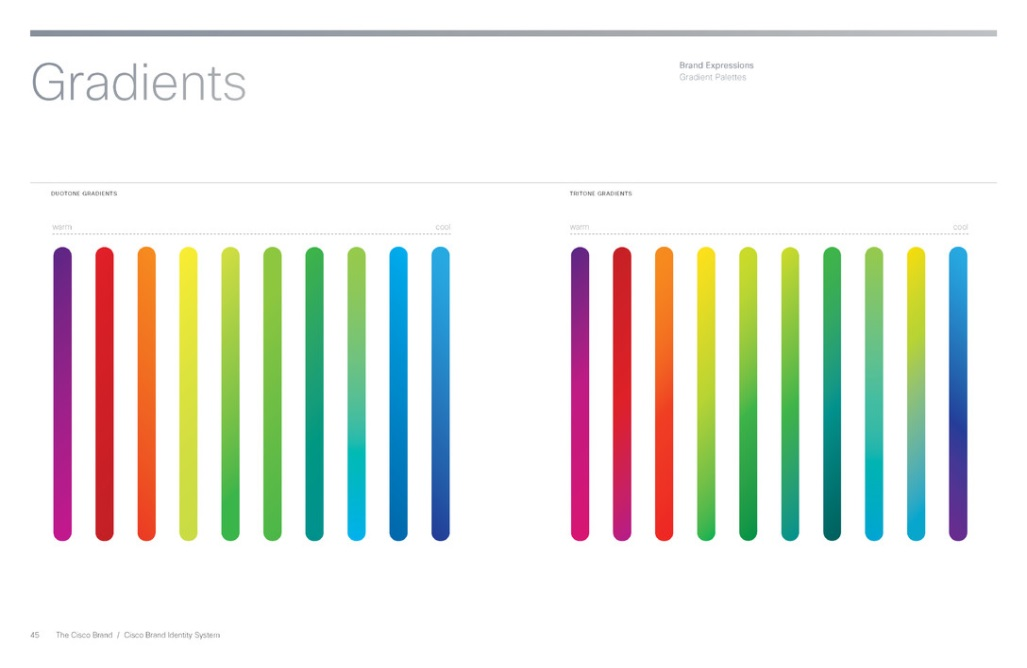 Gradients
Brand Expressions
Gradient Palettes
DUOTONE GRADIENTS
TRITONE GRADIENTS
warm
cool
warm
cool
45 The Cisco Brand / Cisco Brand Identity System